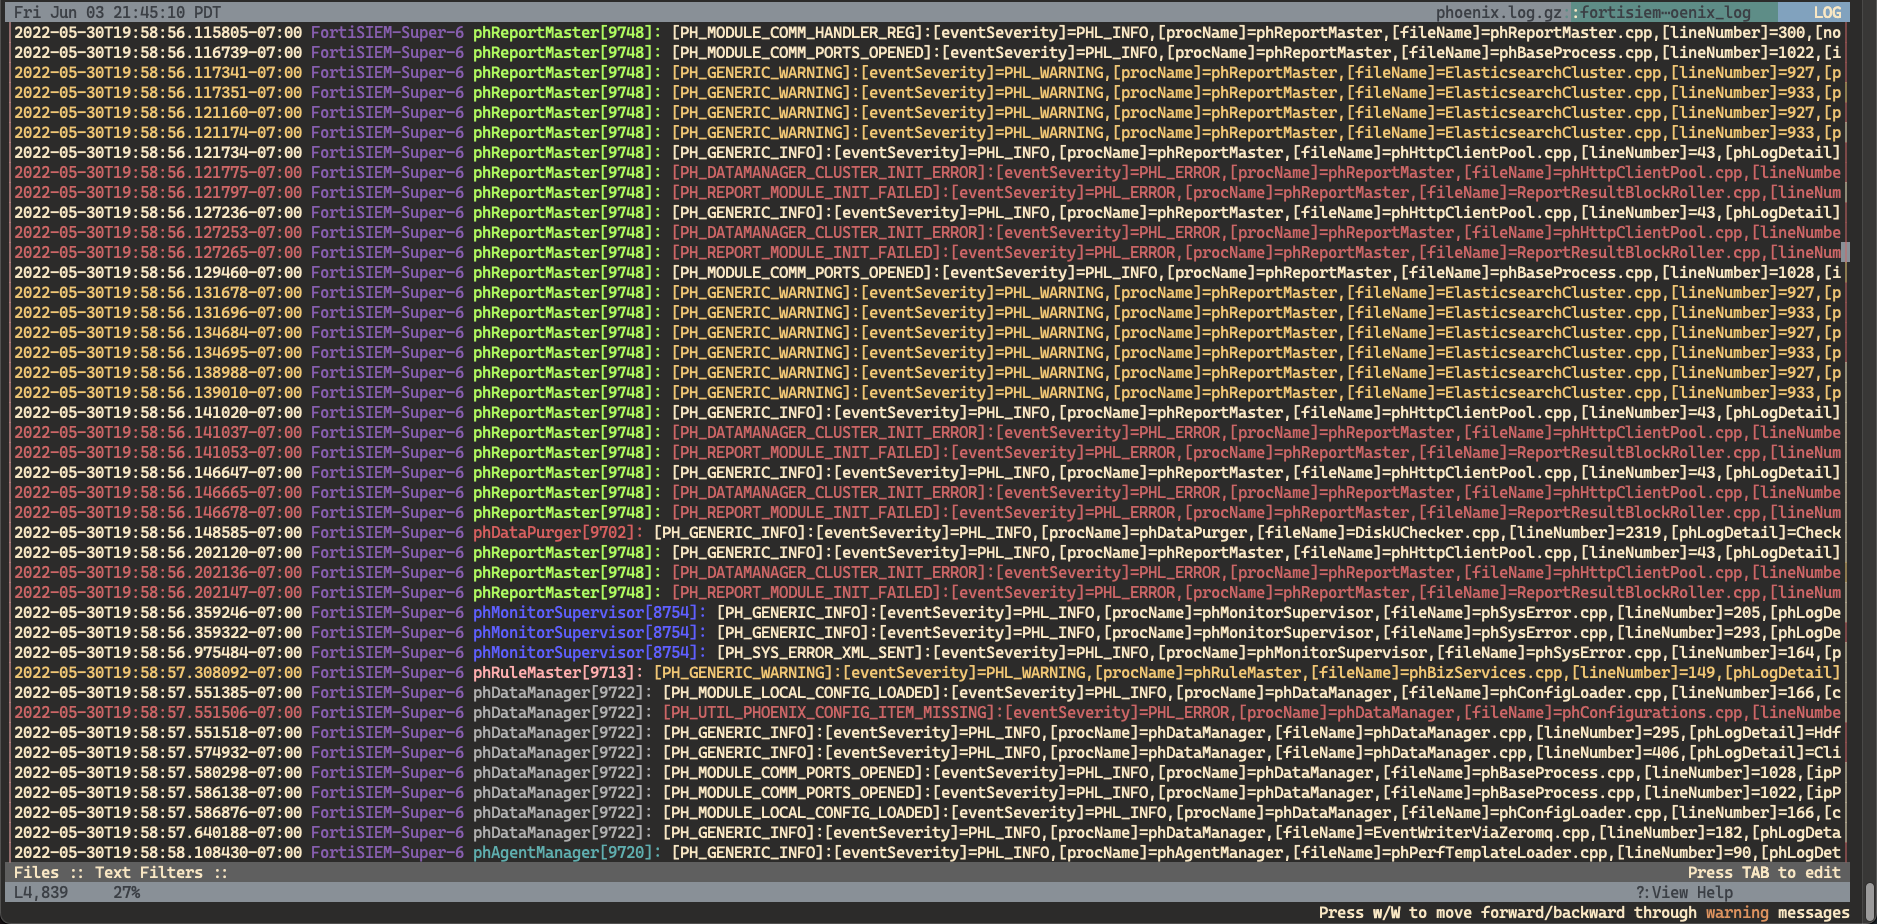 Fri Jun 03 21:45:10 PDT phoenix.log.gz :fortisiem⋯oenix_log LOG
2022-05-30T19:58:56.115805-07:00 FortiSIEM-Super-6 phReportMaster[9748]: [PH_MODULE_COMM_HANDLER_REG]:[eventSeverity]=PHL_INFO,[procName]=phReportMaster,[fileName]=phReportMaster.cpp,[lineNumber]=300,[no
2022-05-30T19:58:56.116739-07:00 FortiSIEM-Super-6 phReportMaster[9748]: [PH_MODULE_COMM_PORTS_OPENED]:[eventSeverity]=PHL_INFO,[procName]=phReportMaster,[fileName]=phBaseProcess.cpp,[lineNumber]=1022,[i
2022-05-30T19:58:56.117341-07:00 FortiSIEM-Super-6 phReportMaster[9748]: [PH_GENERIC_WARNING]:[eventSeverity]=PHL_WARNING,[procName]=phReportMaster,[fileName]=ElasticsearchCluster.cpp,[lineNumber]=927,[p
2022-05-30T19:58:56.117351-07:00 FortiSIEM-Super-6 phReportMaster[9748]: [PH_GENERIC_WARNING]:[eventSeverity]=PHL_WARNING,[procName]=phReportMaster,[fileName]=ElasticsearchCluster.cpp,[lineNumber]=933,[p
2022-05-30T19:58:56.121160-07:00 FortiSIEM-Super-6 phReportMaster[9748]: [PH_GENERIC_WARNING]:[eventSeverity]=PHL_WARNING,[procName]=phReportMaster,[fileName]=ElasticsearchCluster.cpp,[lineNumber]=927,[p
2022-05-30T19:58:56.121174-07:00 FortiSIEM-Super-6 phReportMaster[9748]: [PH_GENERIC_WARNING]:[eventSeverity]=PHL_WARNING,[procName]=phReportMaster,[fileName]=ElasticsearchCluster.cpp,[lineNumber]=933,[p
2022-05-30T19:58:56.121734-07:00 FortiSIEM-Super-6 phReportMaster[9748]: [PH_GENERIC_INFO]:[eventSeverity]=PHL_INFO,[procName]=phReportMaster,[fileName]=phHttpClientPool.cpp,[lineNumber]=43,[phLogDetail]
2022-05-30T19:58:56.121775-07:00 FortiSIEM-Super-6 phReportMaster[9748]: [PH_DATAMANAGER_CLUSTER_INIT_ERROR]:[eventSeverity]=PHL_ERROR,[procName]=phReportMaster,[fileName]=phHttpClientPool.cpp,[lineNumbe
2022-05-30T19:58:56.121797-07:00 FortiSIEM-Super-6 phReportMaster[9748]: [PH_REPORT_MODULE_INIT_FAILED]:[eventSeverity]=PHL_ERROR,[procName]=phReportMaster,[fileName]=ReportResultBlockRoller.cpp,[lineNum
2022-05-30T19:58:56.127236-07:00 FortiSIEM-Super-6 phReportMaster[9748]: [PH_GENERIC_INFO]:[eventSeverity]=PHL_INFO,[procName]=phReportMaster,[fileName]=phHttpClientPool.cpp,[lineNumber]=43,[phLogDetail]
2022-05-30T19:58:56.127253-07:00 FortiSIEM-Super-6 phReportMaster[9748]: [PH_DATAMANAGER_CLUSTER_INIT_ERROR]:[eventSeverity]=PHL_ERROR,[procName]=phReportMaster,[fileName]=phHttpClientPool.cpp,[lineNumbe
2022-05-30T19:58:56.127265-07:00 FortiSIEM-Super-6 phReportMaster[9748]: [PH_REPORT_MODULE_INIT_FAILED]:[eventSeverity]=PHL_ERROR,[procName]=phReportMaster,[fileName]=ReportResultBlockRoller.cpp,[lineNum
2022-05-30T19:58:56.129460-07:00 FortiSIEM-Super-6 phReportMaster[9748]: [PH_MODULE_COMM_PORTS_OPENED]:[eventSeverity]=PHL_INFO,[procName]=phReportMaster,[fileName]=phBaseProcess.cpp,[lineNumber]=1028,[i
2022-05-30T19:58:56.131678-07:00 FortiSIEM-Super-6 phReportMaster[9748]: [PH_GENERIC_WARNING]:[eventSeverity]=PHL_WARNING,[procName]=phReportMaster,[fileName]=ElasticsearchCluster.cpp,[lineNumber]=927,[p
2022-05-30T19:58:56.131696-07:00 FortiSIEM-Super-6 phReportMaster[9748]: [PH_GENERIC_WARNING]:[eventSeverity]=PHL_WARNING,[procName]=phReportMaster,[fileName]=ElasticsearchCluster.cpp,[lineNumber]=933,[p
2022-05-30T19:58:56.134684-07:00 FortiSIEM-Super-6 phReportMaster[9748]: [PH_GENERIC_WARNING]:[eventSeverity]=PHL_WARNING,[procName]=phReportMaster,[fileName]=ElasticsearchCluster.cpp,[lineNumber]=927,[p
2022-05-30T19:58:56.134695-07:00 FortiSIEM-Super-6 phReportMaster[9748]: [PH_GENERIC_WARNING]:[eventSeverity]=PHL_WARNING,[procName]=phReportMaster,[fileName]=ElasticsearchCluster.cpp,[lineNumber]=933,[p
2022-05-30T19:58:56.138988-07:00 FortiSIEM-Super-6 phReportMaster[9748]: [PH_GENERIC_WARNING]:[eventSeverity]=PHL_WARNING,[procName]=phReportMaster,[fileName]=ElasticsearchCluster.cpp,[lineNumber]=927,[p
2022-05-30T19:58:56.139010-07:00 FortiSIEM-Super-6 phReportMaster[9748]: [PH_GENERIC_WARNING]:[eventSeverity]=PHL_WARNING,[procName]=phReportMaster,[fileName]=ElasticsearchCluster.cpp,[lineNumber]=933,[p
2022-05-30T19:58:56.141020-07:00 FortiSIEM-Super-6 phReportMaster[9748]: [PH_GENERIC_INFO]:[eventSeverity]=PHL_INFO,[procName]=phReportMaster,[fileName]=phHttpClientPool.cpp,[lineNumber]=43,[phLogDetail]
2022-05-30T19:58:56.141037-07:00 FortiSIEM-Super-6 phReportMaster[9748]: [PH_DATAMANAGER_CLUSTER_INIT_ERROR]:[eventSeverity]=PHL_ERROR,[procName]=phReportMaster,[fileName]=phHttpClientPool.cpp,[lineNumbe
2022-05-30T19:58:56.141053-07:00 FortiSIEM-Super-6 phReportMaster[9748]: [PH_REPORT_MODULE_INIT_FAILED]:[eventSeverity]=PHL_ERROR,[procName]=phReportMaster,[fileName]=ReportResultBlockRoller.cpp,[lineNum
2022-05-30T19:58:56.146647-07:00 FortiSIEM-Super-6 phReportMaster[9748]: [PH_GENERIC_INFO]:[eventSeverity]=PHL_INFO,[procName]=phReportMaster,[fileName]=phHttpClientPool.cpp,[lineNumber]=43,[phLogDetail]
2022-05-30T19:58:56.146665-07:00 FortiSIEM-Super-6 phReportMaster[9748]: [PH_DATAMANAGER_CLUSTER_INIT_ERROR]:[eventSeverity]=PHL_ERROR,[procName]=phReportMaster,[fileName]=phHttpClientPool.cpp,[lineNumbe
2022-05-30T19:58:56.146678-07:00 FortiSIEM-Super-6 phReportMaster[9748]: [PH_REPORT_MODULE_INIT_FAILED]:[eventSeverity]=PHL_ERROR,[procName]=phReportMaster,[fileName]=ReportResultBlockRoller.cpp,[lineNum
2022-05-30T19:58:56.148585-07:00 FortiSIEM-Super-6 phDataPurger[9702]: [PH_GENERIC_INFO]:[eventSeverity]=PHL_INFO,[procName]=phDataPurger,[fileName]=DiskUChecker.cpp,[lineNumber]=2319,[phLogDetail]=Check
2022-05-30T19:58:56.202120-07:00 FortiSIEM-Super-6 phReportMaster[9748]: [PH_GENERIC_INFO]:[eventSeverity]=PHL_INFO,[procName]=phReportMaster,[fileName]=phHttpClientPool.cpp,[lineNumber]=43,[phLogDetail]
2022-05-30T19:58:56.202136-07:00 FortiSIEM-Super-6 phReportMaster[9748]: [PH_DATAMANAGER_CLUSTER_INIT_ERROR]:[eventSeverity]=PHL_ERROR,[procName]=phReportMaster,[fileName]=phHttpClientPool.cpp,[lineNumbe
2022-05-30T19:58:56.202147-07:00 FortiSIEM-Super-6 phReportMaster[9748]: [PH_REPORT_MODULE_INIT_FAILED]:[eventSeverity]=PHL_ERROR,[procName]=phReportMaster,[fileName]=ReportResultBlockRoller.cpp,[lineNum
2022-05-30T19:58:56.359246-07:00 FortiSIEM-Super-6 phMonitorSupervisor[8754]: [PH_GENERIC_INFO]:[eventSeverity]=PHL_INFO,[procName]=phMonitorSupervisor,[fileName]=phSysError.cpp,[lineNumber]=205,[phLogDe
2022-05-30T19:58:56.359322-07:00 FortiSIEM-Super-6 phMonitorSupervisor[8754]: [PH_GENERIC_INFO]:[eventSeverity]=PHL_INFO,[procName]=phMonitorSupervisor,[fileName]=phSysError.cpp,[lineNumber]=293,[phLogDe
2022-05-30T19:58:56.975484-07:00 FortiSIEM-Super-6 phMonitorSupervisor[8754]: [PH_SYS_ERROR_XML_SENT]:[eventSeverity]=PHL_INFO,[procName]=phMonitorSupervisor,[fileName]=phSysError.cpp,[lineNumber]=164,[p
2022-05-30T19:58:57.308092-07:00 FortiSIEM-Super-6 phRuleMaster[9713]: [PH_GENERIC_WARNING]:[eventSeverity]=PHL_WARNING,[procName]=phRuleMaster,[fileName]=phBizServices.cpp,[lineNumber]=149,[phLogDetail]
2022-05-30T19:58:57.551385-07:00 FortiSIEM-Super-6 phDataManager[9722]: [PH_MODULE_LOCAL_CONFIG_LOADED]:[eventSeverity]=PHL_INFO,[procName]=phDataManager,[fileName]=phConfigLoader.cpp,[lineNumber]=166,[c
2022-05-30T19:58:57.551506-07:00 FortiSIEM-Super-6 phDataManager[9722]: [PH_UTIL_PHOENIX_CONFIG_ITEM_MISSING]:[eventSeverity]=PHL_ERROR,[procName]=phDataManager,[fileName]=phConfigurations.cpp,[lineNumbe
2022-05-30T19:58:57.551518-07:00 FortiSIEM-Super-6 phDataManager[9722]: [PH_GENERIC_INFO]:[eventSeverity]=PHL_INFO,[procName]=phDataManager,[fileName]=phDataManager.cpp,[lineNumber]=295,[phLogDetail]=Hdf
2022-05-30T19:58:57.574932-07:00 FortiSIEM-Super-6 phDataManager[9722]: [PH_GENERIC_INFO]:[eventSeverity]=PHL_INFO,[procName]=phDataManager,[fileName]=phDataManager.cpp,[lineNumber]=406,[phLogDetail]=Cli
2022-05-30T19:58:57.580298-07:00 FortiSIEM-Super-6 phDataManager[9722]: [PH_MODULE_COMM_PORTS_OPENED]:[eventSeverity]=PHL_INFO,[procName]=phDataManager,[fileName]=phBaseProcess.cpp,[lineNumber]=1028,[ipP
2022-05-30T19:58:57.586138-07:00 FortiSIEM-Super-6 phDataManager[9722]: [PH_MODULE_COMM_PORTS_OPENED]:[eventSeverity]=PHL_INFO,[procName]=phDataManager,[fileName]=phBaseProcess.cpp,[lineNumber]=1022,[ipP
2022-05-30T19:58:57.586876-07:00 FortiSIEM-Super-6 phDataManager[9722]: [PH_MODULE_LOCAL_CONFIG_LOADED]:[eventSeverity]=PHL_INFO,[procName]=phDataManager,[fileName]=phConfigLoader.cpp,[lineNumber]=166,[c
2022-05-30T19:58:57.640188-07:00 FortiSIEM-Super-6 phDataManager[9722]: [PH_GENERIC_INFO]:[eventSeverity]=PHL_INFO,[procName]=phDataManager,[fileName]=EventWriterViaZeromq.cpp,[lineNumber]=182,[phLogDeta
2022-05-30T19:58:58.108430-07:00 FortiSIEM-Super-6 phAgentManager[9720]: [PH_GENERIC_INFO]:[eventSeverity]=PHL_INFO,[procName]=phAgentManager,[fileName]=phPerfTemplateLoader.cpp,[lineNumber]=90,[phLogDet
Files :: Text Filters :: Press TAB to edit
L4,839 27% ?:View Help
Press w/W to move forward/backward through warning messages